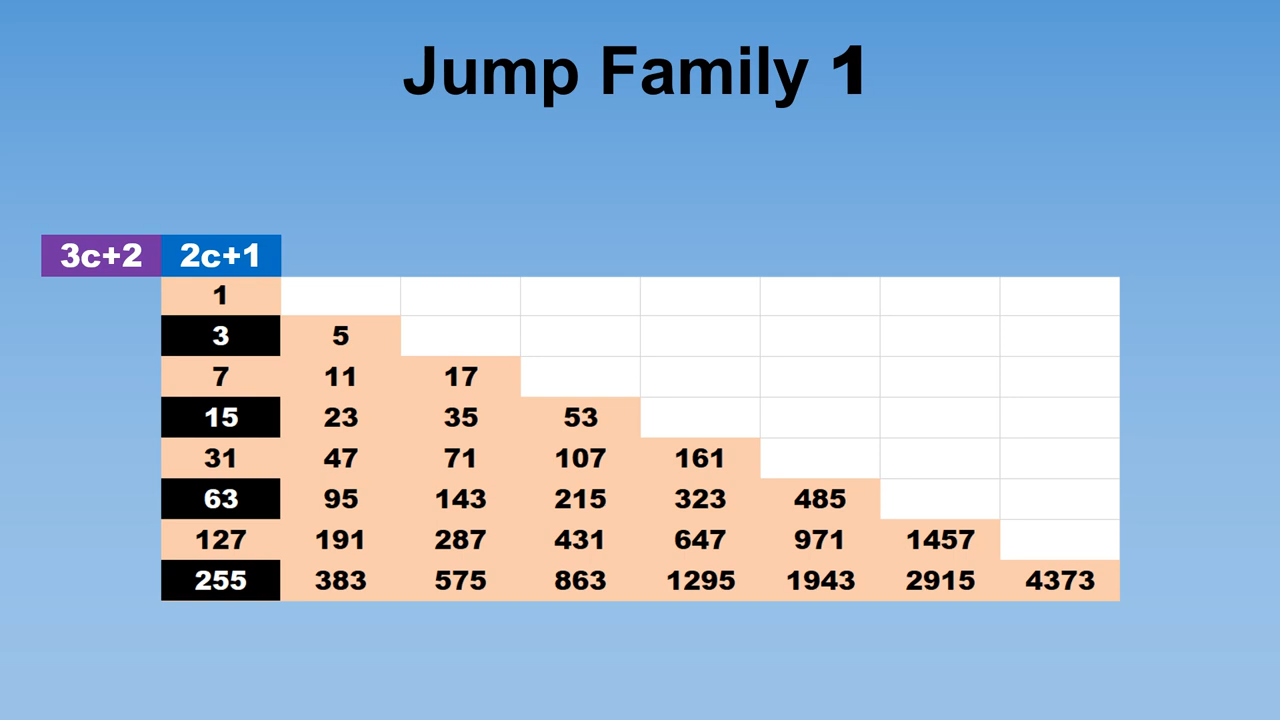 Jump Family 1
3c+2 2c+1
1
3 5
7 11 17
15 23 35 53
31 47 71 107 161
63 95 143 215 323 485
127 191 287 431 647 971 1457
255 383 575 863 1295 1943 2915 4373